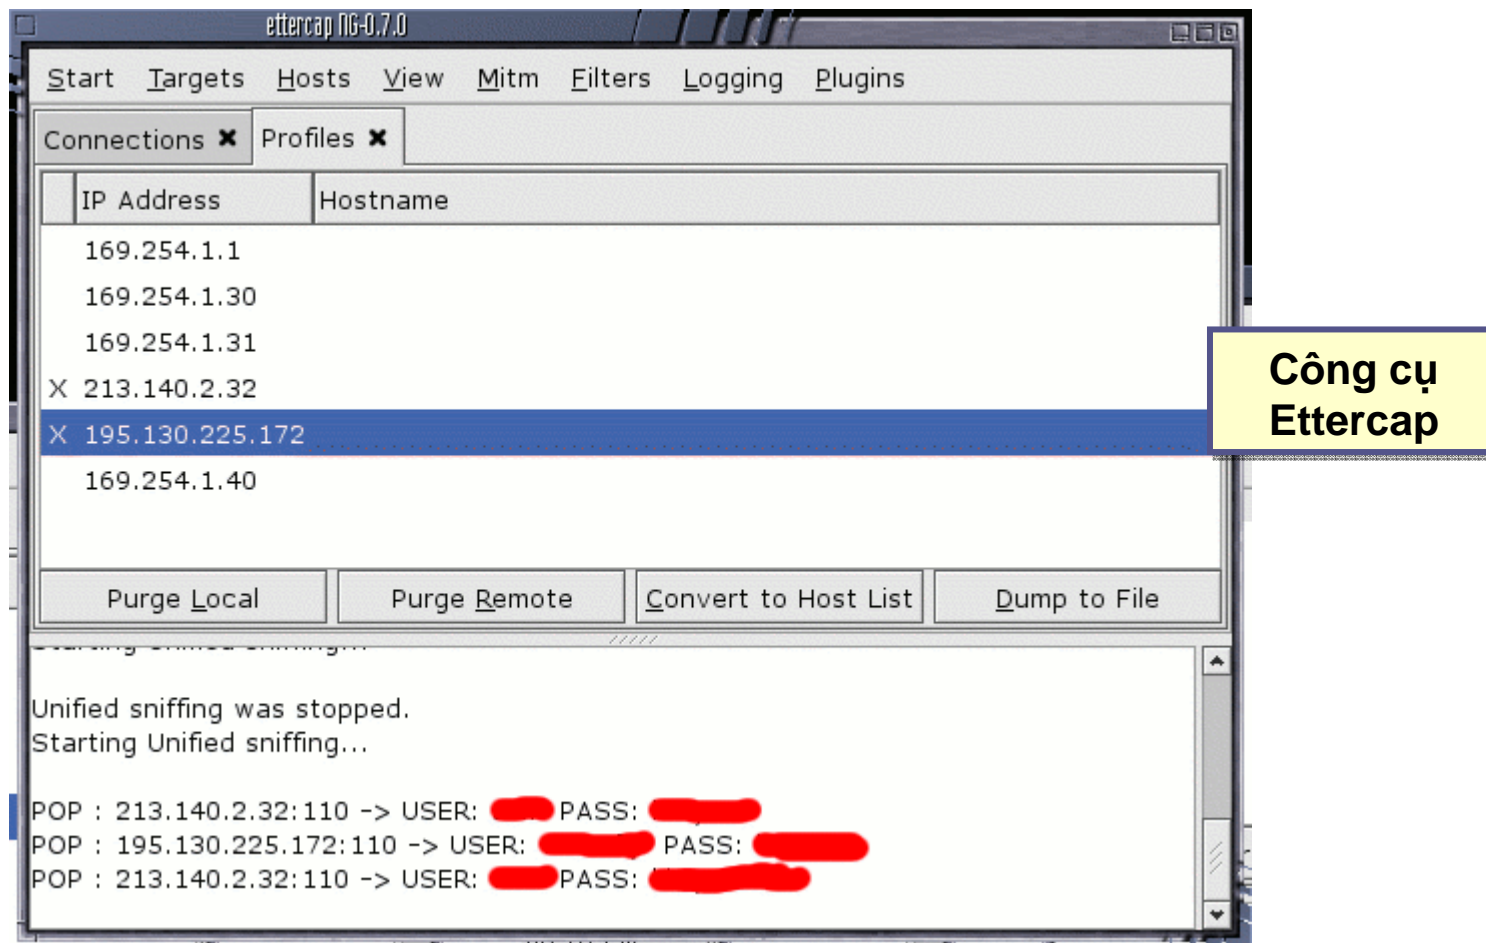 ettercap NG-0.7.0
Start Targets Hosts View Mitm Filters Logging Plugins
Connections ✖ Profiles ✖
IP Address Hostname
169.254.1.1
169.254.1.30
169.254.1.31
X 213.140.2.32
X 195.130.225.172
169.254.1.40
Công cụ
Ettercap
Purge Local Purge Remote Convert to Host List Dump to File
Starting Unified sniffing...
Unified sniffing was stopped.
Starting Unified sniffing...
POP : 213.140.2.32:110 -> USER: PASS:
POP : 195.130.225.172:110 -> USER: PASS:
POP : 213.140.2.32:110 -> USER: PASS: